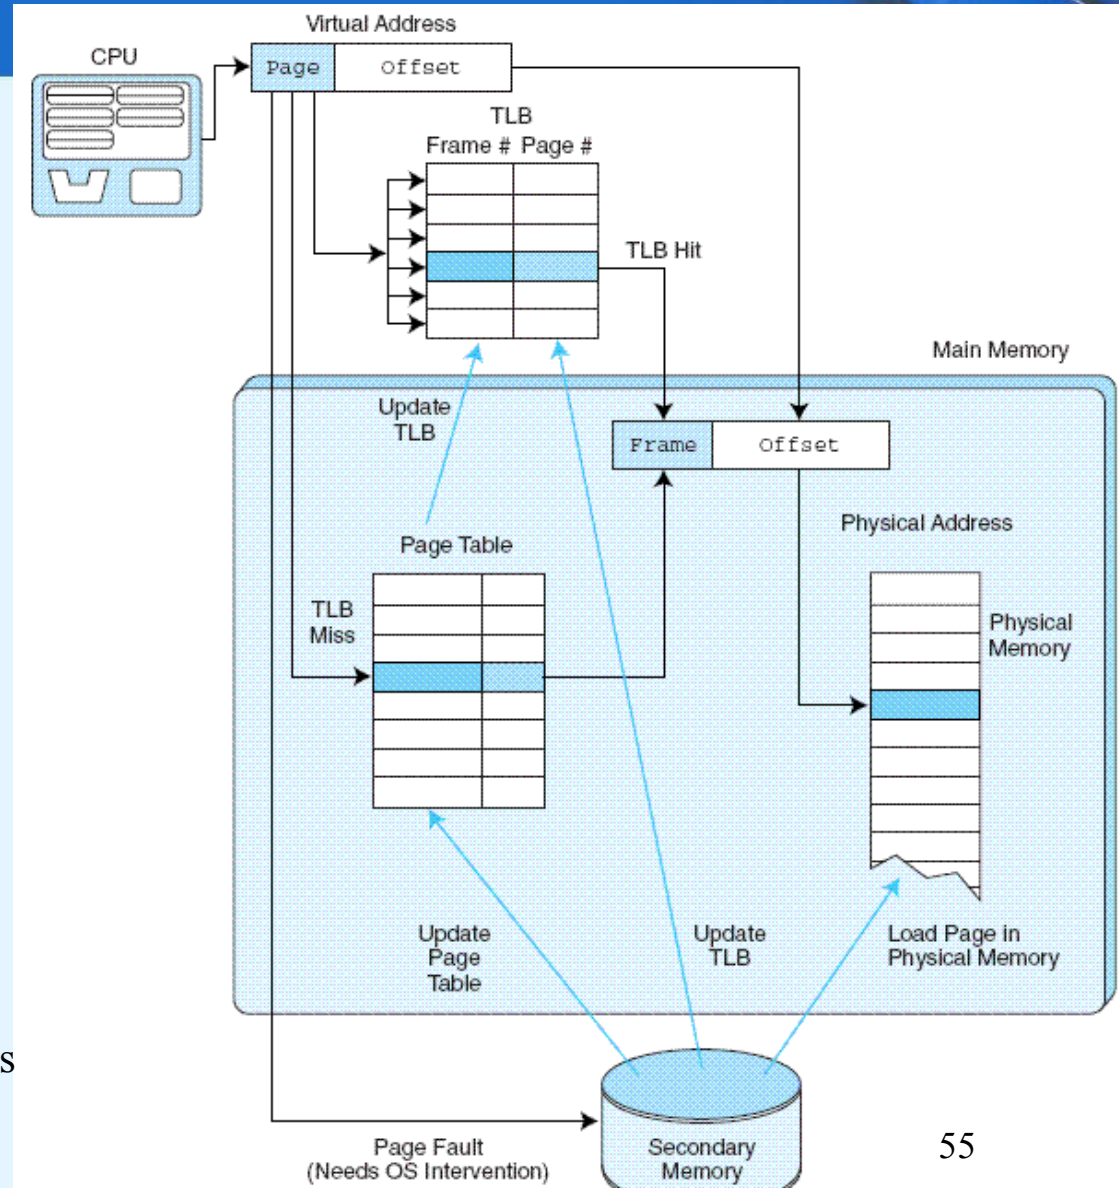 Virtual Address
CPU
Page
Offset
TLB
Frame # Page #
TLB Hit
Main Memory
Update
TLB
Frame
Offset
Physical Address
Page Table
TLB
Miss
Physical
Memory
Update
Page
Table
Update
TLB
Load Page in
Physical Memory
s
Page Fault
(Needs OS Intervention)
Secondary
Memory
55